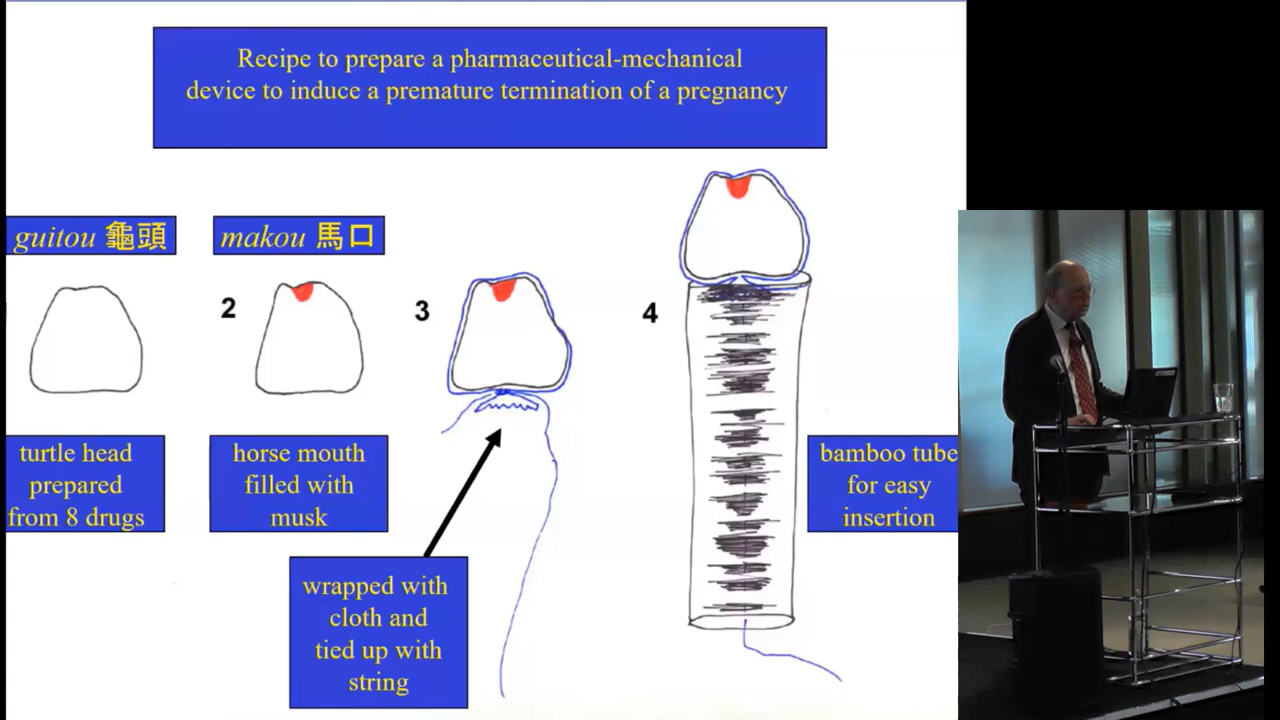 Recipe to prepare a pharmaceutical-mechanical
device to induce a premature termination of a pregnancy
guitou 龜頭
makou 馬口
2
3
4
turtle head
prepared
from 8 drugs
horse mouth
filled with
musk
wrapped with
cloth and
tied up with
string
bamboo tube
for easy
insertion